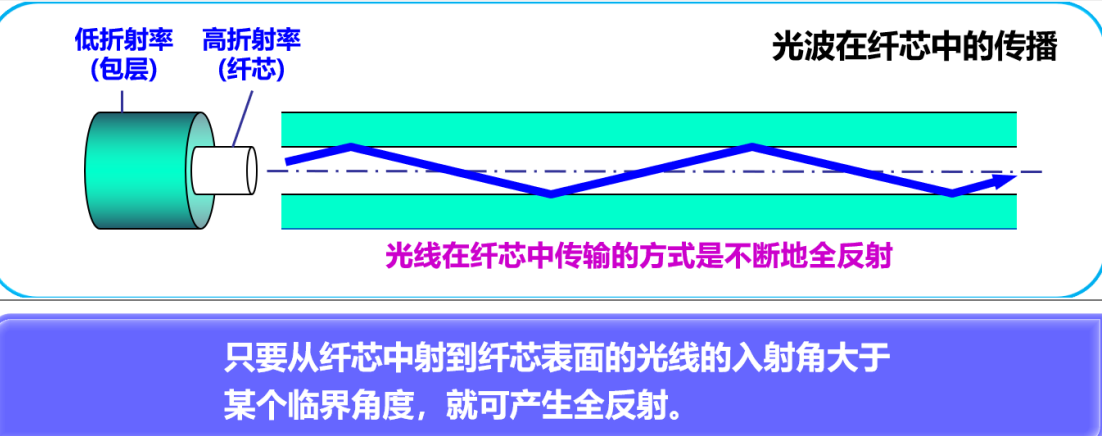 光波在纤芯中的传播
低折射率
(包层)
高折射率
(纤芯)
光线在纤芯中传输的方式是不断地全反射
只要从纤芯中射到纤芯表面的光线的入射角大于
某个临界角度，就可产生全反射。